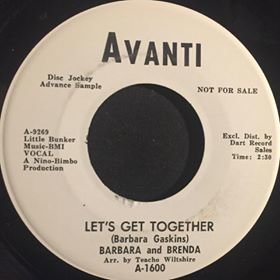 AVANTI
Disc Jockey
Advance Sample
NOT FOR SALE
A-9269
Little Bunker
Music-BMI
VOCAL
A Nino-Bimbo
Production
Excl. Dist. by
Dart Record
Sales
Time: 2:30
LET'S GET TOGETHER
(Barbara Gaskins)
BARBARA and BRENDA
Arr. by Teacho Wiltshire
A-1600